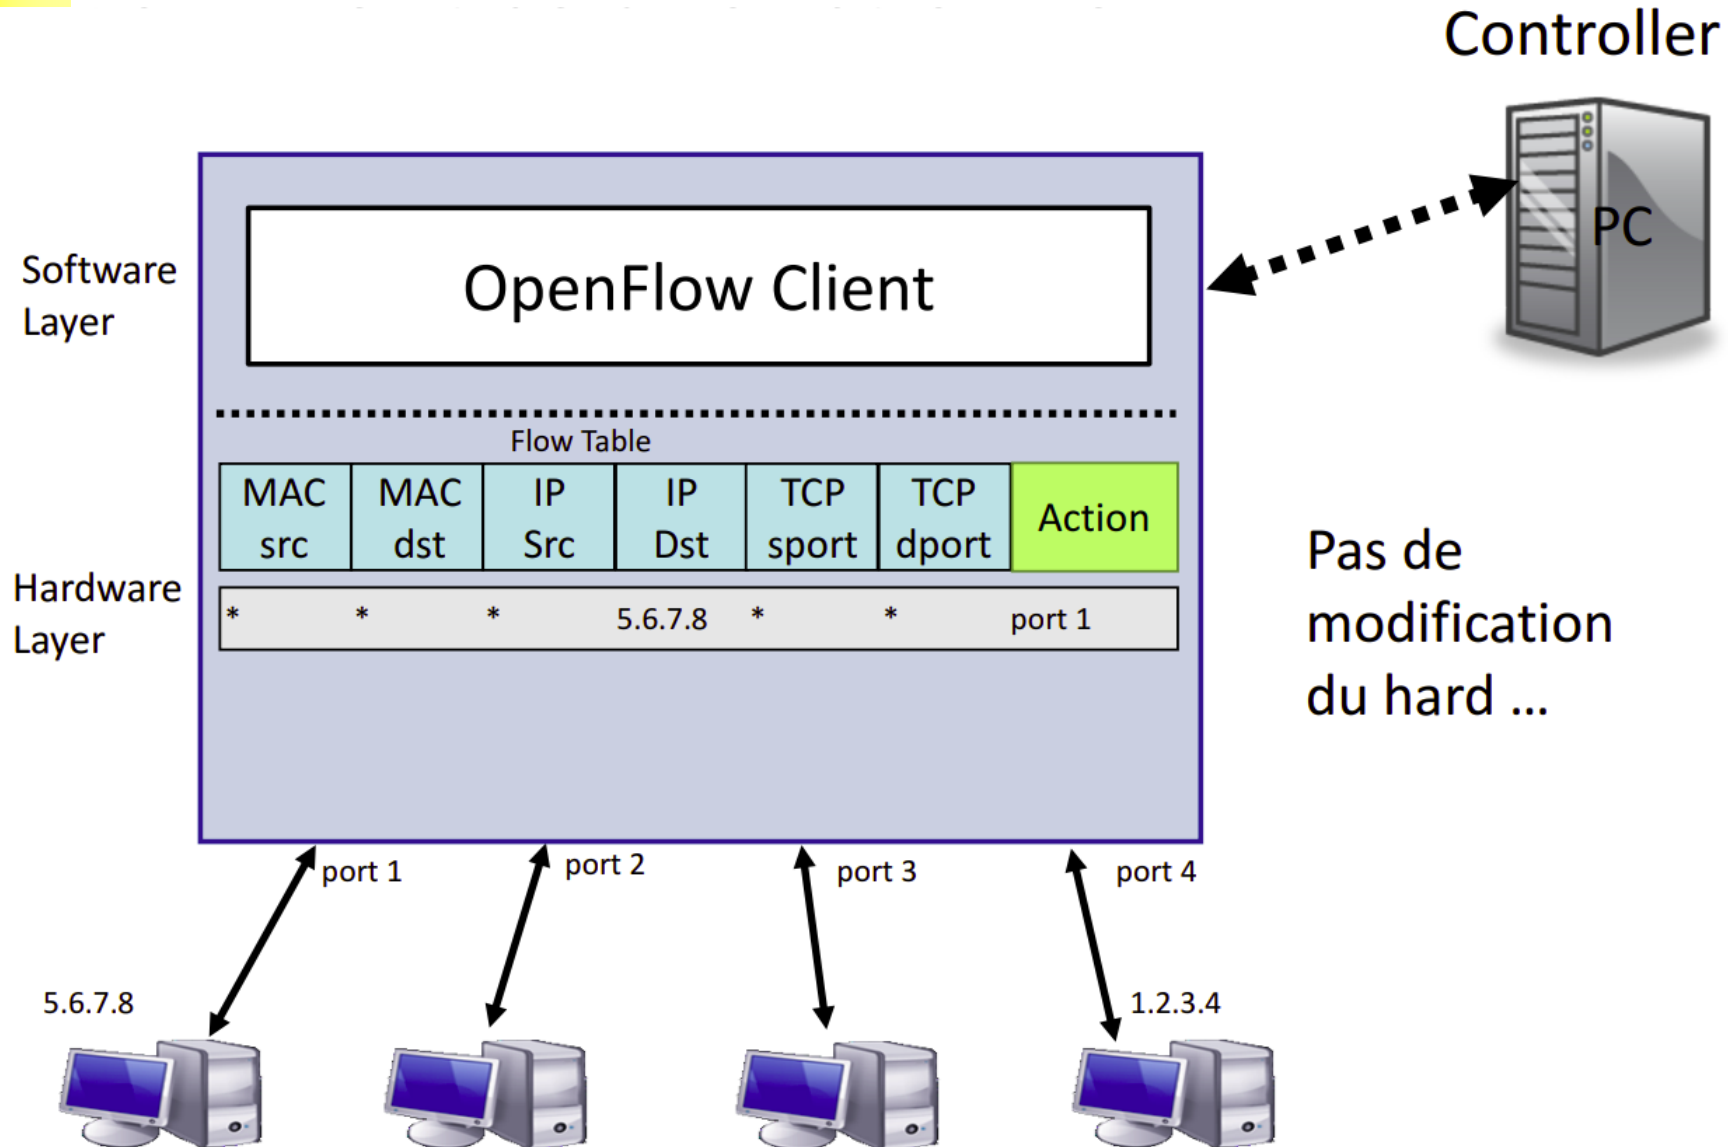 Controller
PC
Software
Layer
OpenFlow Client
Flow Table
MAC src
MAC dst
IP Src
IP Dst
TCP sport
TCP dport
Action
Hardware
Layer
* * * 5.6.7.8 * * port 1
Pas de
modification
du hard ...
port 1
port 2
port 3
port 4
5.6.7.8
1.2.3.4